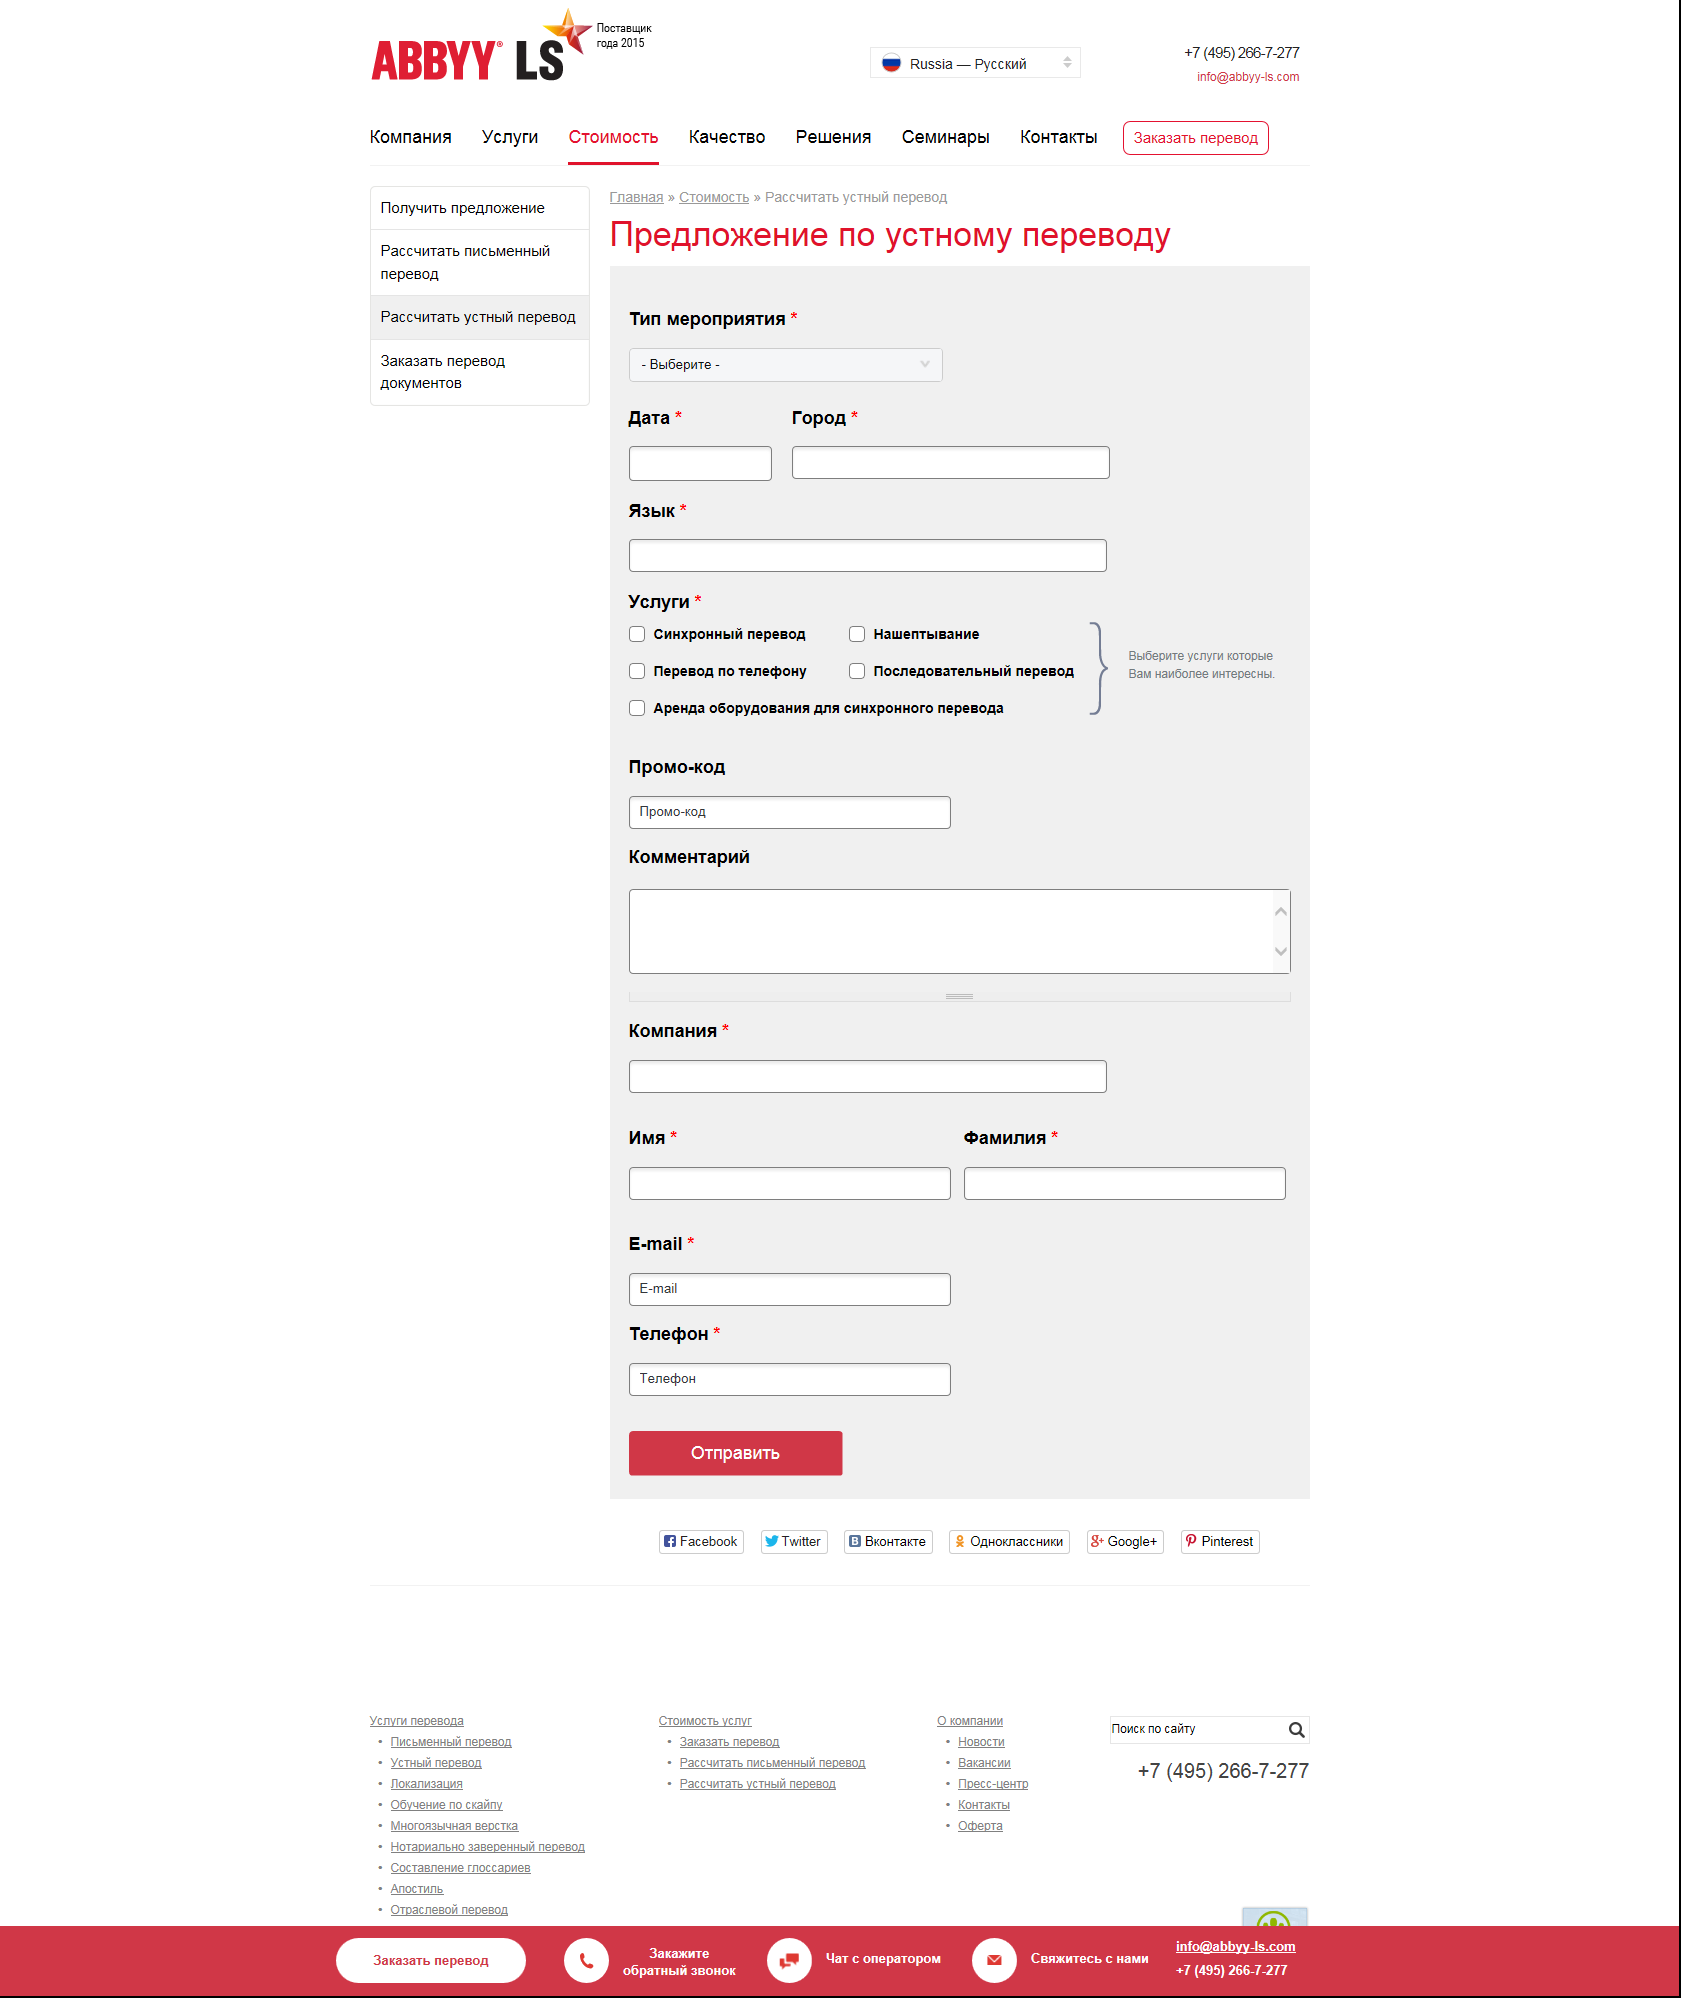 ABBYY® LS
Поставщик
года 2015
Russia — Русский
+7 (495) 266-7-277
info@abbyy-ls.com
Компания
Услуги
Стоимость
Качество
Решения
Семинары
Контакты
Заказать перевод
Получить предложение
Рассчитать письменный
перевод
Рассчитать устный перевод
Заказать перевод
документов
Главная » Стоимость » Рассчитать устный перевод
Предложение по устному переводу
Тип мероприятия *
- Выберите -
Дата *
Город *
Язык *
Услуги *
Синхронный перевод
Нашептывание
Перевод по телефону
Последовательный перевод
Аренда оборудования для синхронного перевода
Выберите услуги которые
Вам наиболее интересны.
Промо-код
Промо-код
Комментарий
Компания *
Имя *
Фамилия *
E-mail *
E-mail
Телефон *
Телефон
Отправить
Facebook
Twitter
Вконтакте
Одноклассники
Google+
Pinterest
Услуги перевода
• Письменный перевод
• Устный перевод
• Локализация
• Обучение по скайпу
• Многоязычная верстка
• Нотариально заверенный перевод
• Составление глоссариев
• Апостиль
• Отраслевой перевод
Стоимость услуг
• Заказать перевод
• Рассчитать письменный перевод
• Рассчитать устный перевод
О компании
• Новости
• Вакансии
• Пресс-центр
• Контакты
• Оферта
Поиск по сайту
+7 (495) 266-7-277
Заказать перевод
Закажите
обратный звонок
Чат с оператором
Свяжитесь с нами
info@abbyy-ls.com
+7 (495) 266-7-277